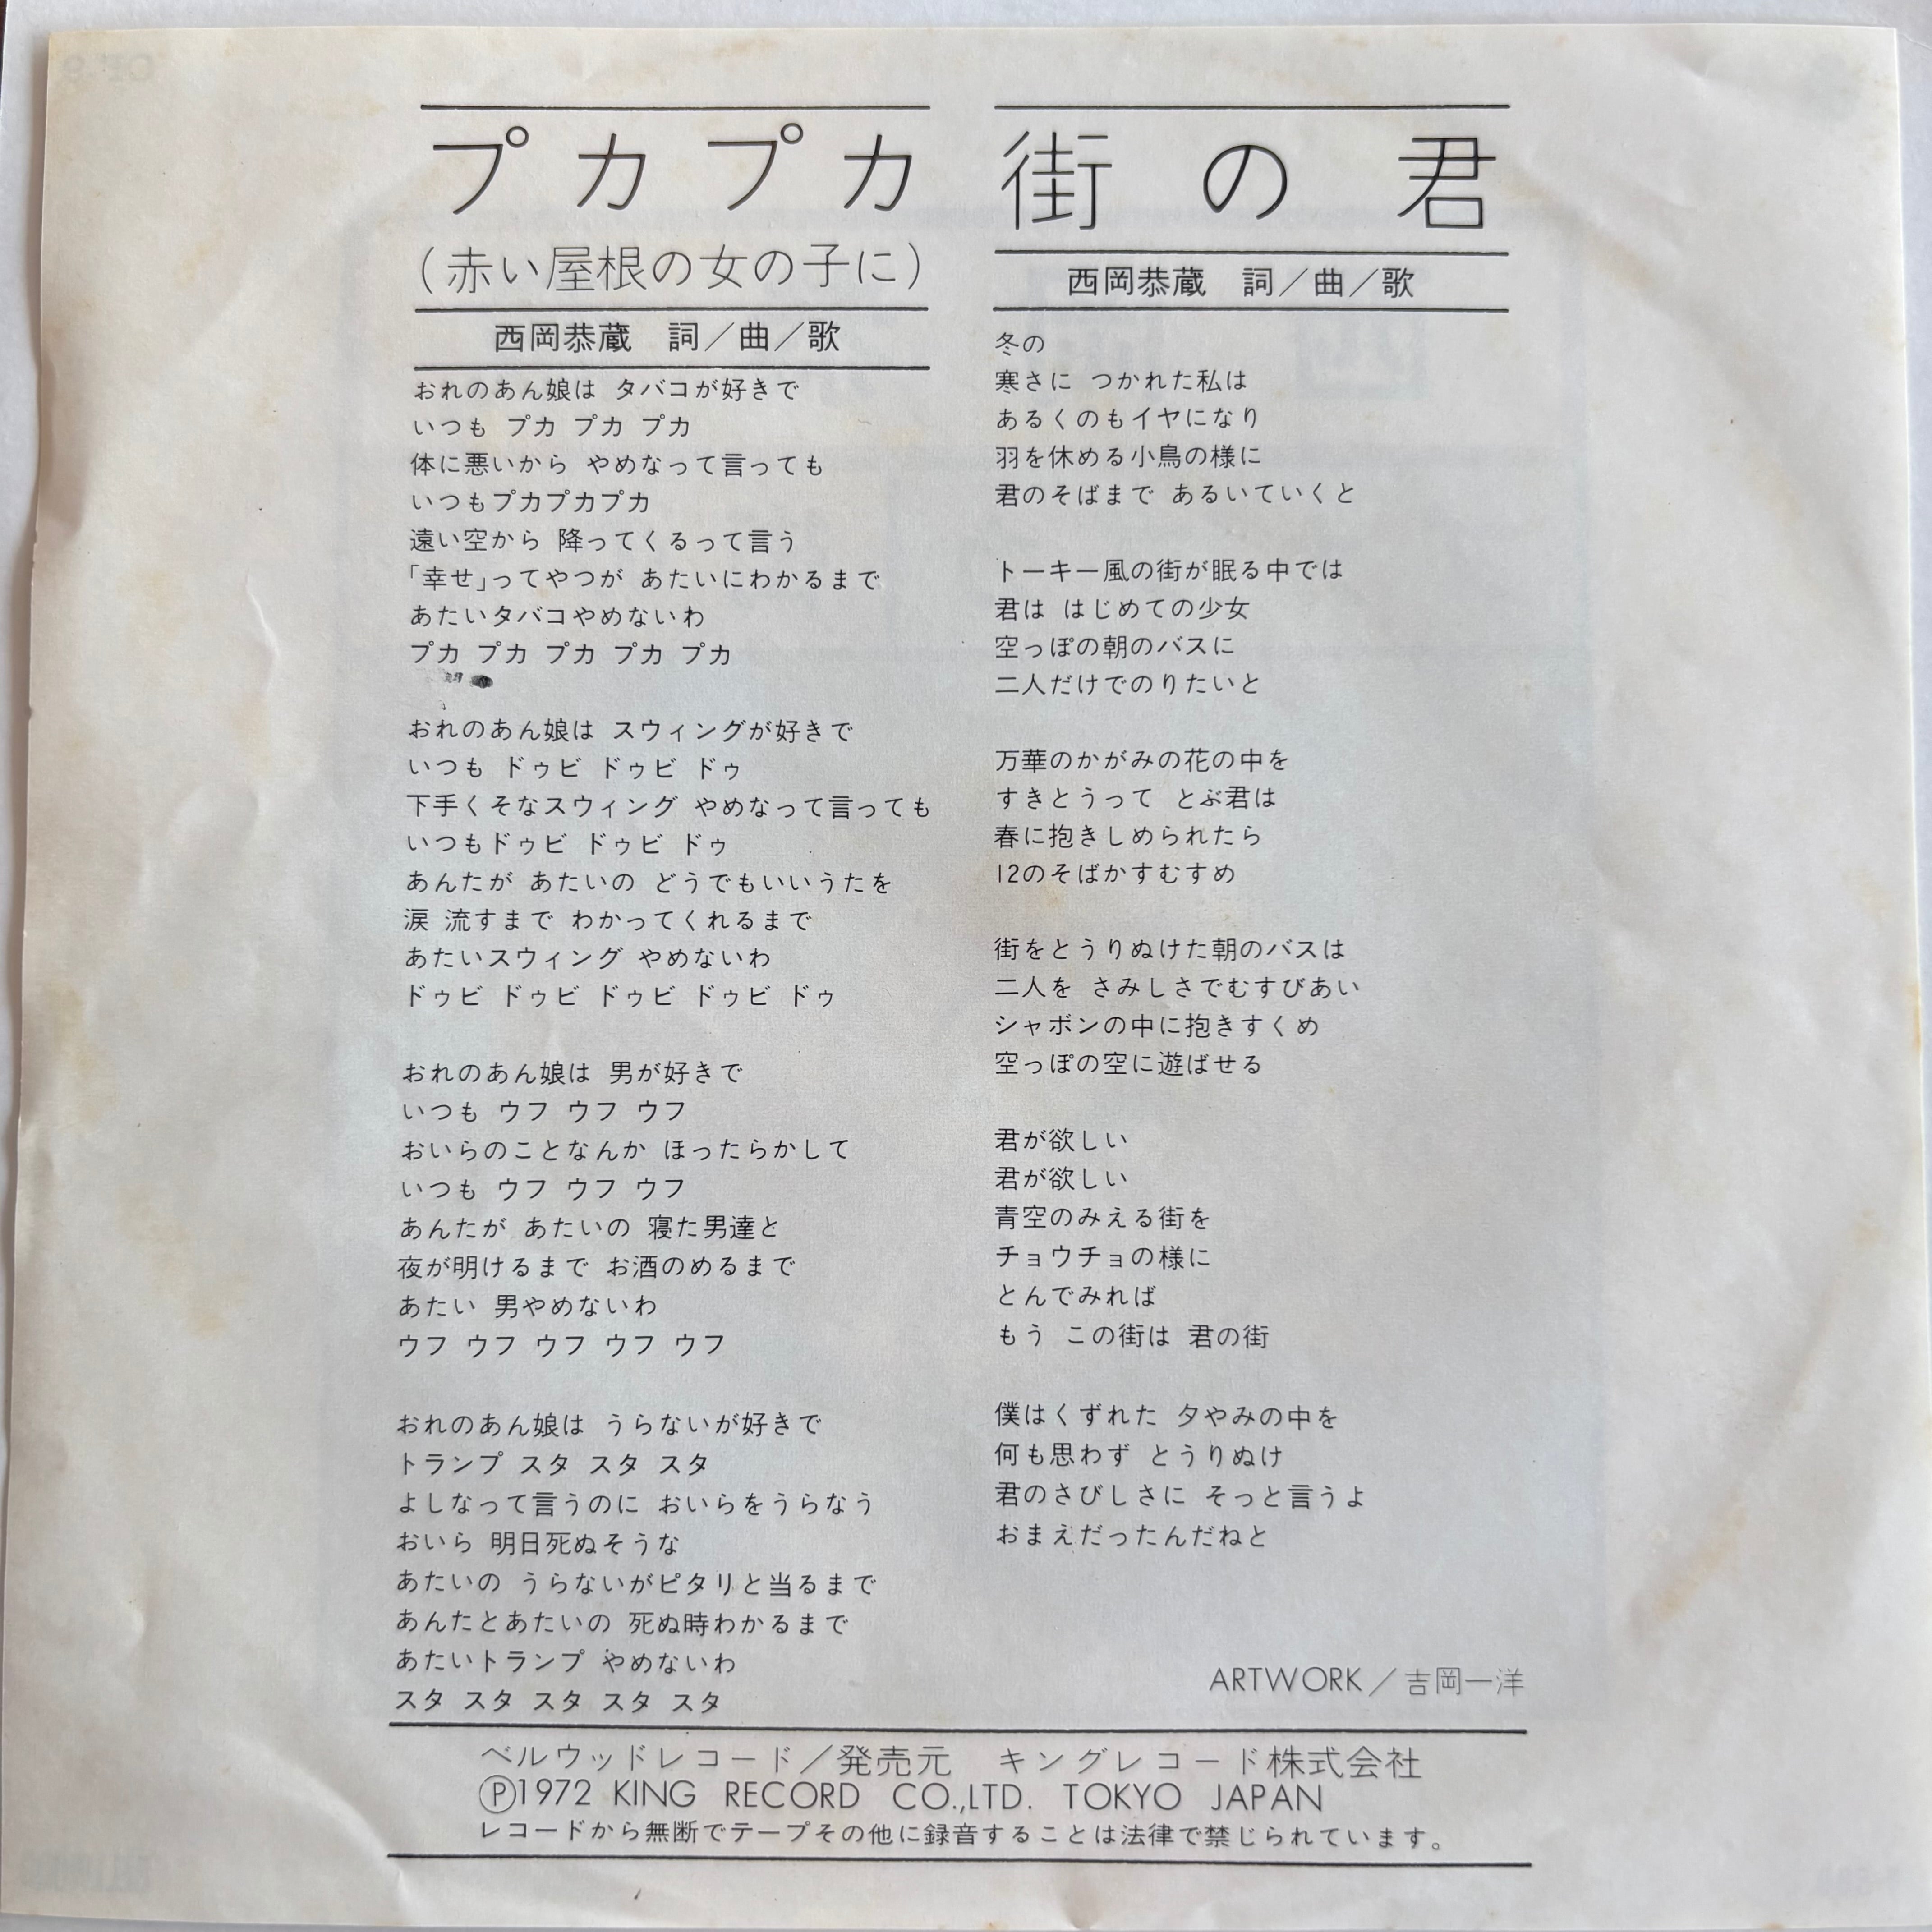 プカプカ
(赤い屋根の女の子に)
西岡恭蔵 詞/曲/歌
おれのあん娘は タバコが好きで
いつも プカ プカ プカ
体に悪いから やめなって言っても
いつもプカプカプカ
遠い空から 降ってくるって言う
「幸せ」ってやつが あたいにわかるまで
あたいタバコやめないわ
プカ プカ プカ プカ プカ
おれのあん娘は スウィングが好きで
いつも ドゥビ ドゥビ ドゥ
下手くそなスウィング やめなって言っても
いつもドゥビ ドゥビ ドゥ
あんたが あたいの どうでもいいうたを
涙 流すまで わかってくれるまで
あたいスウィング やめないわ
ドゥビ ドゥビ ドゥビ ドゥビ ドゥ
おれのあん娘は 男が好きで
いつも ウフ ウフ ウフ
おいらのことなんか ほったらかして
いつも ウフ ウフ ウフ
あんたが あたいの 寝た男達と
夜が明けるまで お酒のめるまで
あたい 男やめないわ
ウフ ウフ ウフ ウフ ウフ
おれのあん娘は うらないが好きで
トランプ スタ スタ スタ
よしなって言うのに おいらをうらなう
おいら 明日死ぬそうな
あたいの うらないがピタリと当るまで
あんたとあたいの 死ぬ時わかるまで
あたいトランプ やめないわ
スタ スタ スタ スタ スタ
街の君
西岡恭蔵 詞/曲/歌
冬の
寒さに つかれた私は
あるくのもイヤになり
羽を休める小鳥の様に
君のそばまで あるいていくと
トーキー風の街が眠る中では
君は はじめての少女
空っぽの朝のバスに
二人だけでのりたいと
万華のかがみの花の中を
すきとうって とぶ君は
春に抱きしめられたら
12のそばかすむすめ
街をとうりぬけた朝のバスは
二人を さみしさでむすびあい
シャボンの中に抱きすくめ
空っぽの空に遊ばせる
君が欲しい
君が欲しい
青空のみえる街を
チョウチョの様に
とんでみれば
もう この街は 君の街
僕はくずれた 夕やみの中を
何も思わず とうりぬけ
君のさびしさに そっと言うよ
おまえだったんだねと
ARTWORK/吉岡一洋
ベルウッドレコード/発売元 キングレコード株式会社
Ⓟ1972 KING RECORD CO.,LTD. TOKYO JAPAN
レコードから無断でテープその他に録音することは法律で禁じられています。